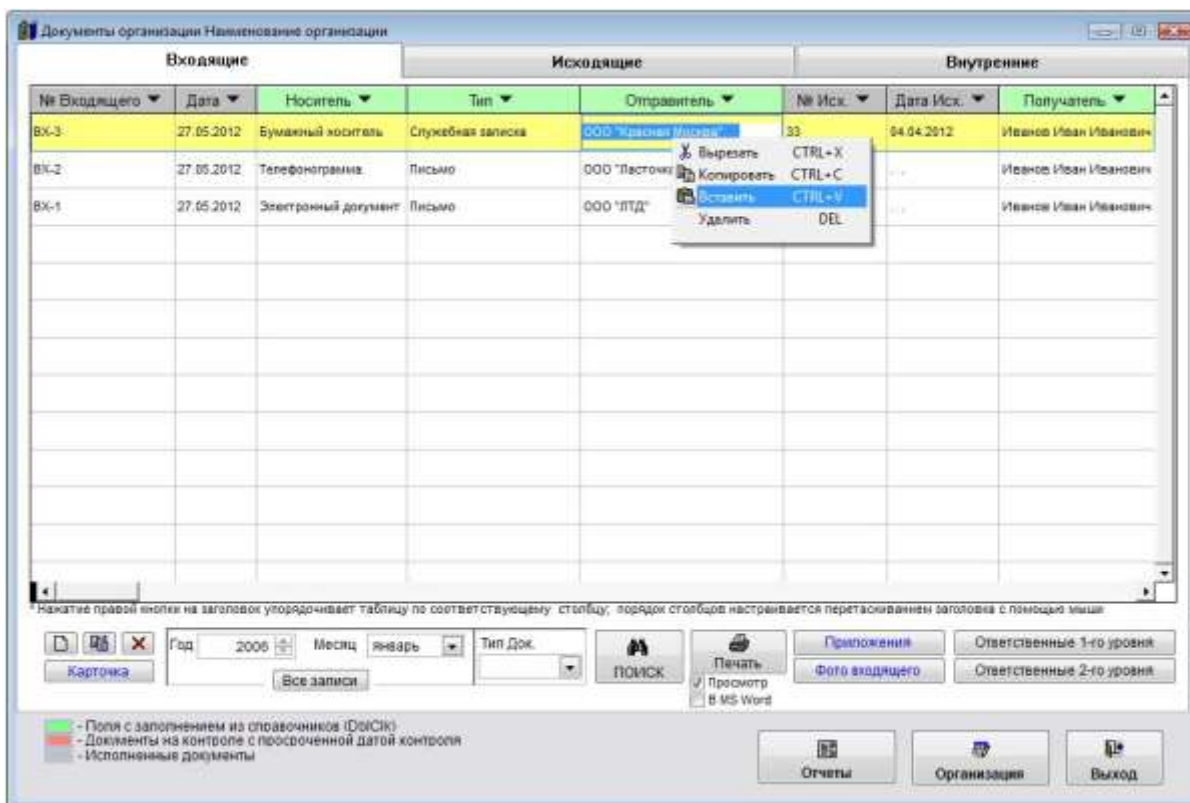 Документы организации Наименование организации
Входящие Исходящие Внутренние
№ Входящего Дата Носитель Тип Отправитель № Исх. Дата Исх. Получатель
ВХ-3 27.05.2012 Бумажный носитель Служебная записка ООО "Красная Москва" 33 04.04.2012 Иванов Иван Иванович
Вырезать CTRL+X
ВХ-2 27.05.2012 Телефонограмма Письмо ООО "Ласточка . . Иванов Иван Иванович
Копировать CTRL+C
Вставить CTRL+V
ВХ-1 27.05.2012 Электронный документ Письмо ООО "ЛТД" . . Иванов Иван Иванович
Удалить DEL
* Нажатие правой кнопки на заголовок упорядочивает таблицу по соответствующему столбцу; порядок столбцов настраивается перетаскиванием заголовка с помощью мыши
Год 2006 Месяц январь Тип Док.
Карточка
Все записи
ПОИСК
Печать
Просмотр
В MS Word
Приложения Ответственные 1-го уровня
Фото входящего Ответственные 2-го уровня
- Поля с заполнением из справочников (DblClk)
- Документы на контроле с просроченной датой контроля
- Исполненные документы
Отчеты Организация Выход